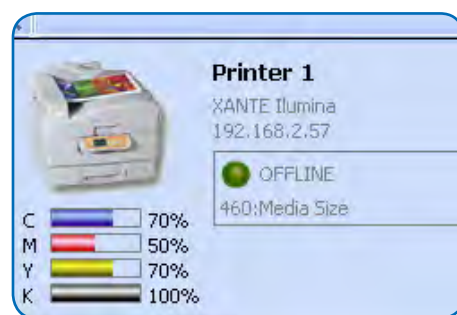 Printer 1
XANTE Ilumina
192.168.2.57
OFFLINE
460:Media Size
C 70%
M 50%
Y 70%
K 100%